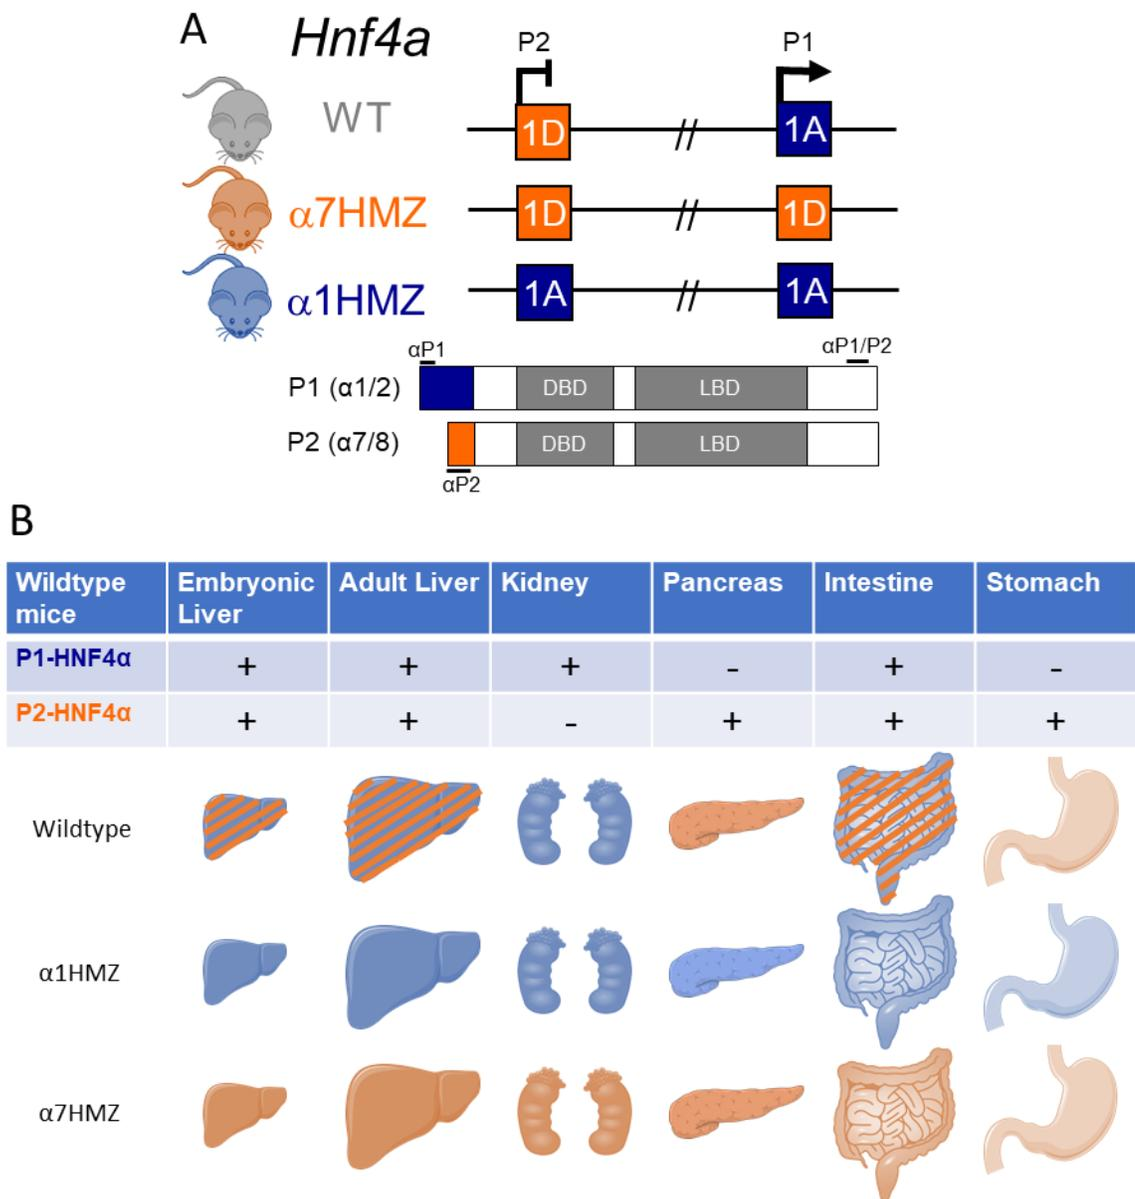 A
Hnf4a
P2
P1
WT
1D
//
1A
α7HMZ
1D
//
1D
α1HMZ
1A
//
1A
αP1
αP1/P2
P1 (α1/2)
DBD
LBD
P2 (α7/8)
DBD
LBD
αP2
B
Wildtype mice Embryonic Liver Adult Liver Kidney Pancreas Intestine Stomach
P1-HNF4α + + + - + -
P2-HNF4α + + - + + +
Wildtype
α1HMZ
α7HMZ